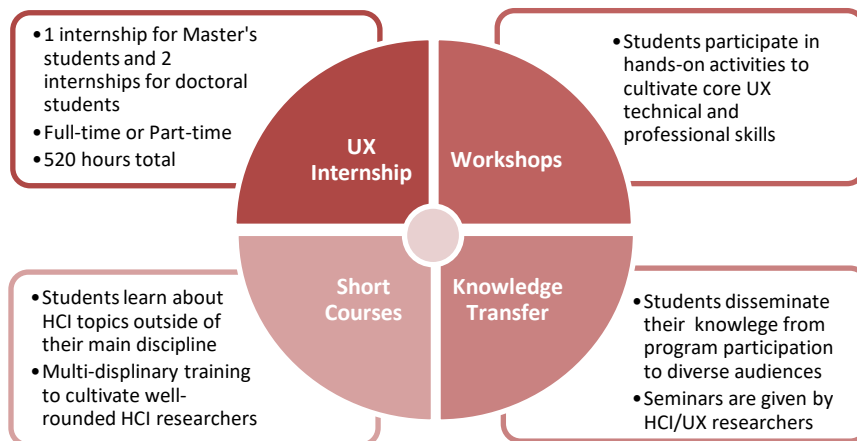 •1 internship for Master's
students and 2
internships for doctoral
students
•Full-time or Part-time
•520 hours total
•Students participate in
hands-on activities to
cultivate core UX
technical and
professional skills
UX
Internship
Workshops
Short
Courses
Knowledge
Transfer
•Students learn about
HCI topics outside of
their main discipline
•Multi-displinary training
to cultivate well-
rounded HCI researchers
•Students disseminate
their knowlege from
program participation
to diverse audiences
•Seminars are given by
HCI/UX researchers